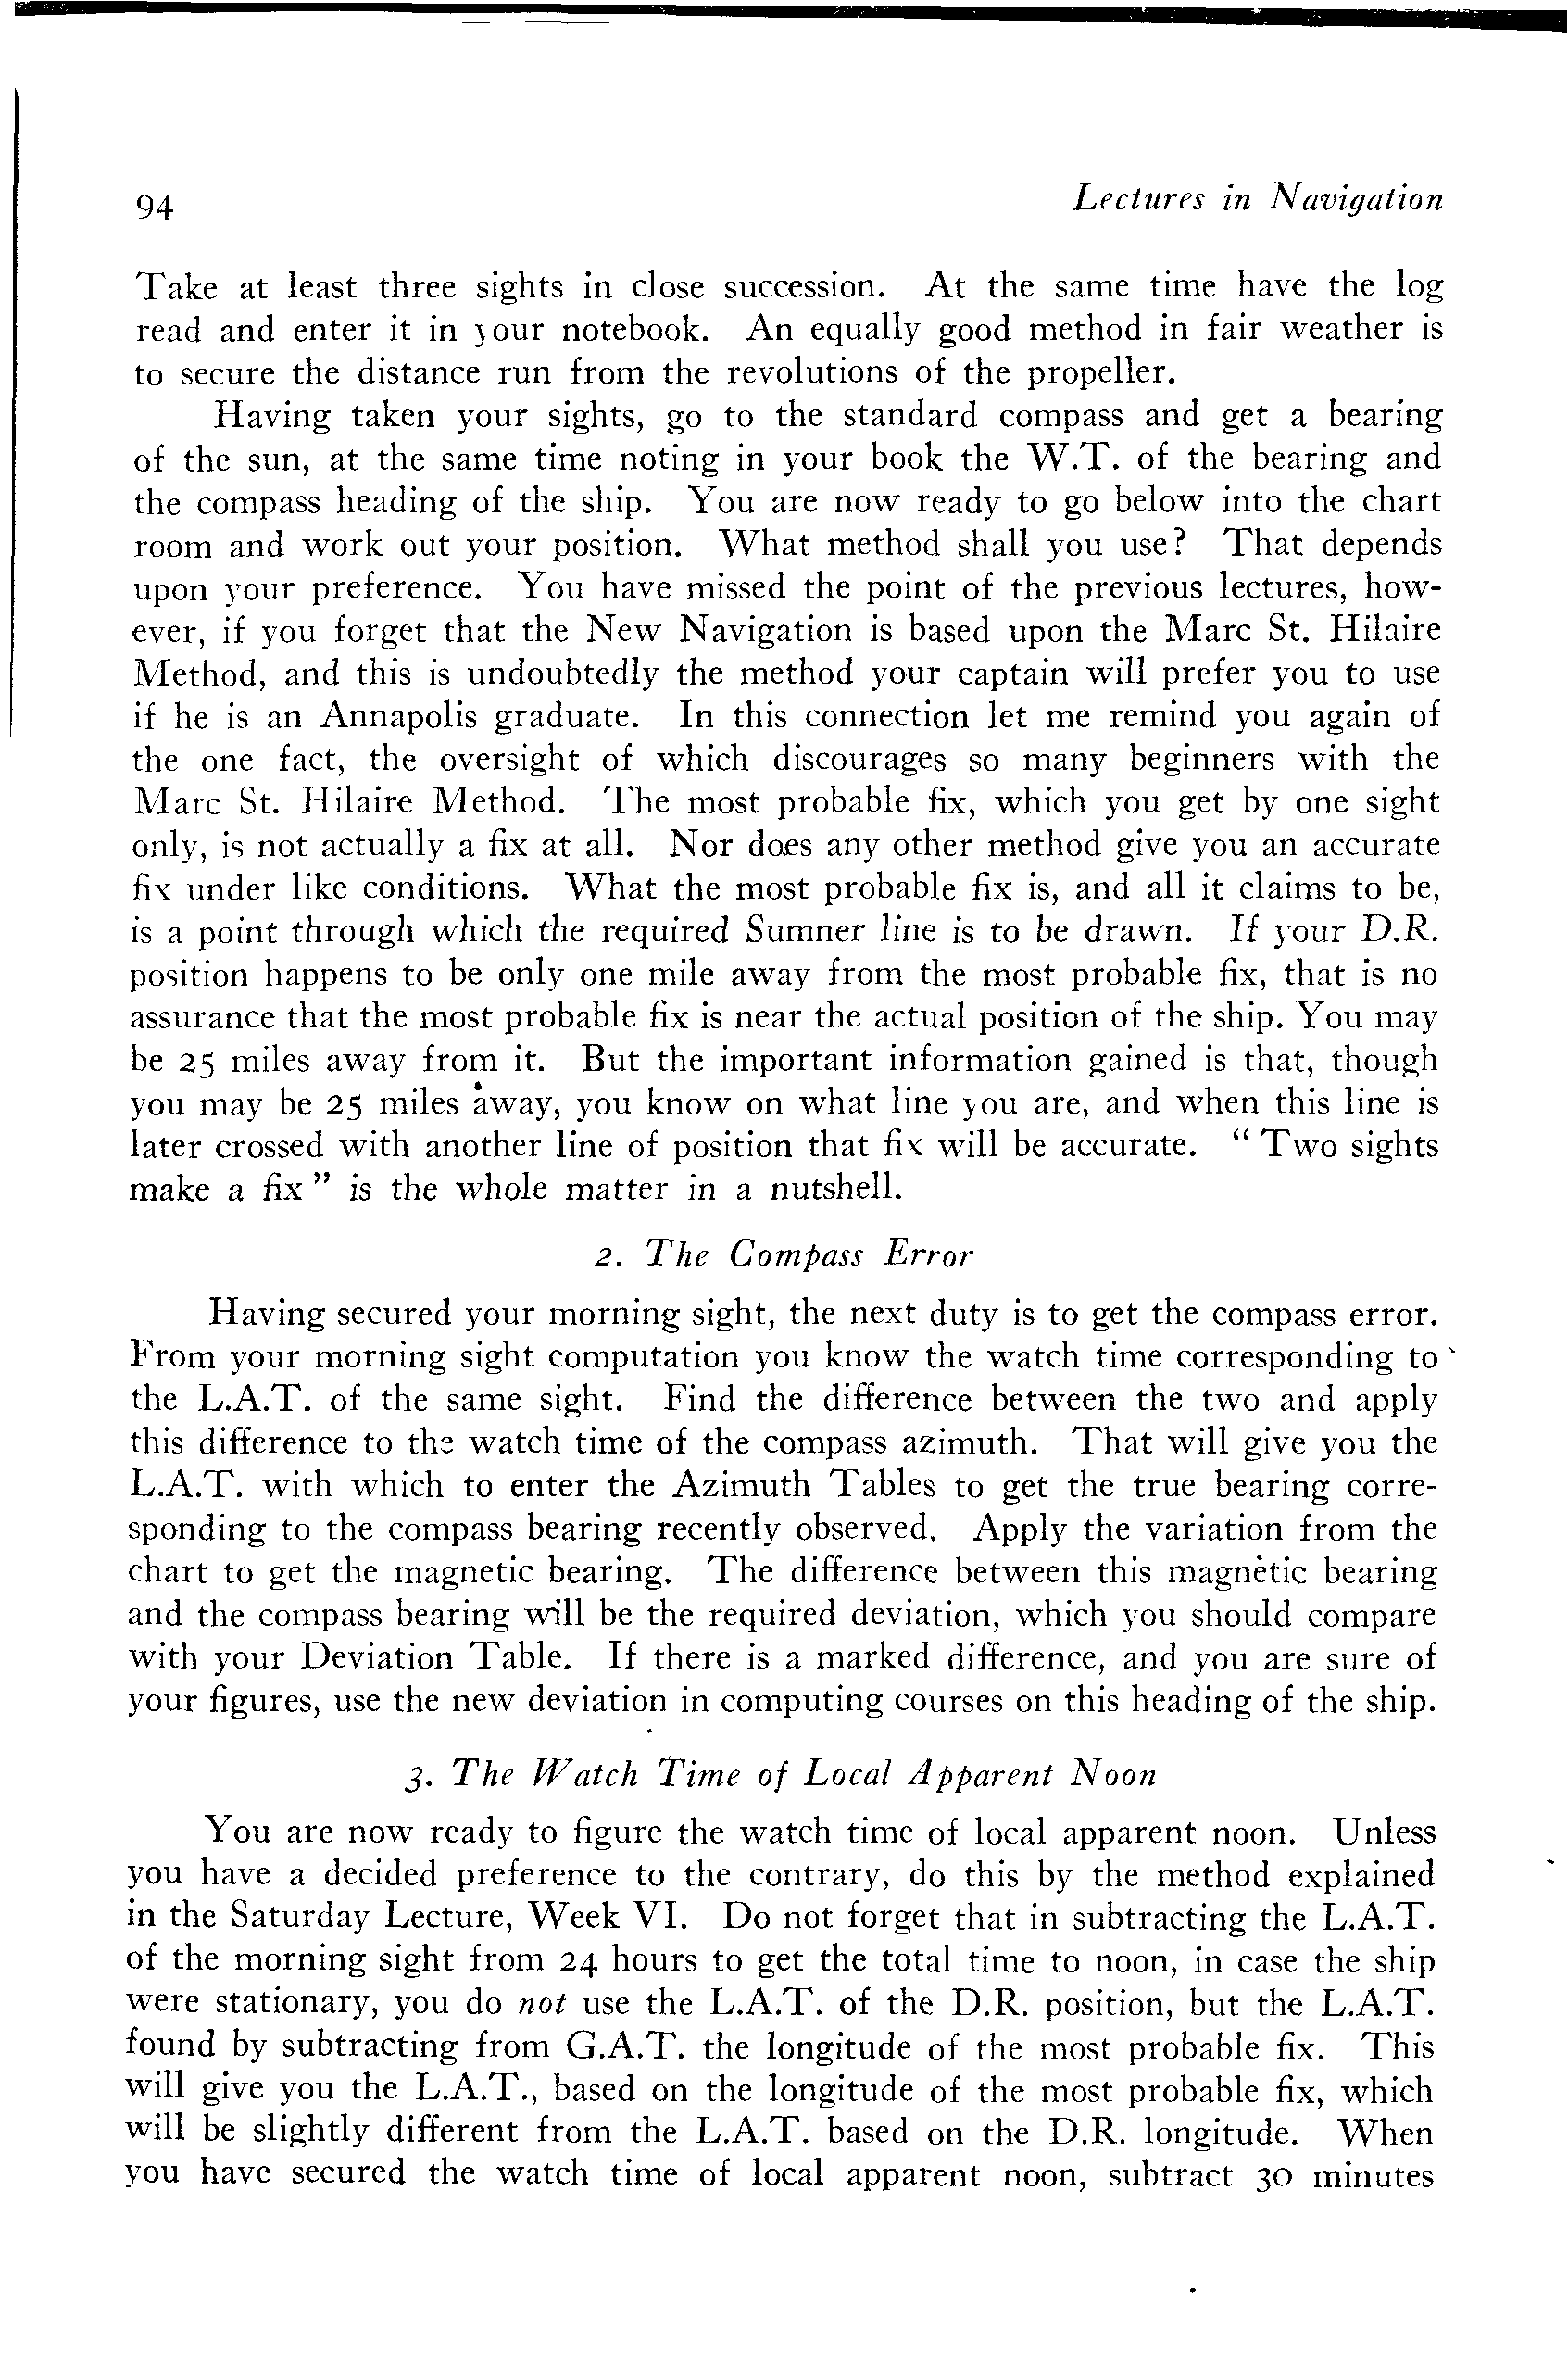 94 Lectures in Navigation
Take at least three sights in close succession. At the same time have the log
read and enter it in your notebook. An equally good method in fair weather is
to secure the distance run from the revolutions of the propeller.
Having taken your sights, go to the standard compass and get a bearing
of the sun, at the same time noting in your book the W.T. of the bearing and
the compass heading of the ship. You are now ready to go below into the chart
room and work out your position. What method shall you use? That depends
upon your preference. You have missed the point of the previous lectures, how-
ever, if you forget that the New Navigation is based upon the Marc St. Hilaire
Method, and this is undoubtedly the method your captain will prefer you to use
if he is an Annapolis graduate. In this connection let me remind you again of
the one fact, the oversight of which discourages so many beginners with the
Marc St. Hilaire Method. The most probable fix, which you get by one sight
only, is not actually a fix at all. Nor does any other method give you an accurate
fix under like conditions. What the most probable fix is, and all it claims to be,
is a point through which the required Sumner line is to be drawn. If your D.R.
position happens to be only one mile away from the most probable fix, that is no
assurance that the most probable fix is near the actual position of the ship. You may
be 25 miles away from it. But the important information gained is that, though
you may be 25 miles away, you know on what line you are, and when this line is
later crossed with another line of position that fix will be accurate. " Two sights
make a fix " is the whole matter in a nutshell.
2. The Compass Error
Having secured your morning sight, the next duty is to get the compass error.
From your morning sight computation you know the watch time corresponding to
the L.A.T. of the same sight. Find the difference between the two and apply
this difference to the watch time of the compass azimuth. That will give you the
L.A.T. with which to enter the Azimuth Tables to get the true bearing corre-
sponding to the compass bearing recently observed. Apply the variation from the
chart to get the magnetic bearing. The difference between this magnetic bearing
and the compass bearing will be the required deviation, which you should compare
with your Deviation Table. If there is a marked difference, and you are sure of
your figures, use the new deviation in computing courses on this heading of the ship.
3. The Watch Time of Local Apparent Noon
You are now ready to figure the watch time of local apparent noon. Unless
you have a decided preference to the contrary, do this by the method explained
in the Saturday Lecture, Week VI. Do not forget that in subtracting the L.A.T.
of the morning sight from 24 hours to get the total time to noon, in case the ship
were stationary, you do not use the L.A.T. of the D.R. position, but the L.A.T.
found by subtracting from G.A.T. the longitude of the most probable fix. This
will give you the L.A.T., based on the longitude of the most probable fix, which
will be slightly different from the L.A.T. based on the D.R. longitude. When
you have secured the watch time of local apparent noon, subtract 30 minutes